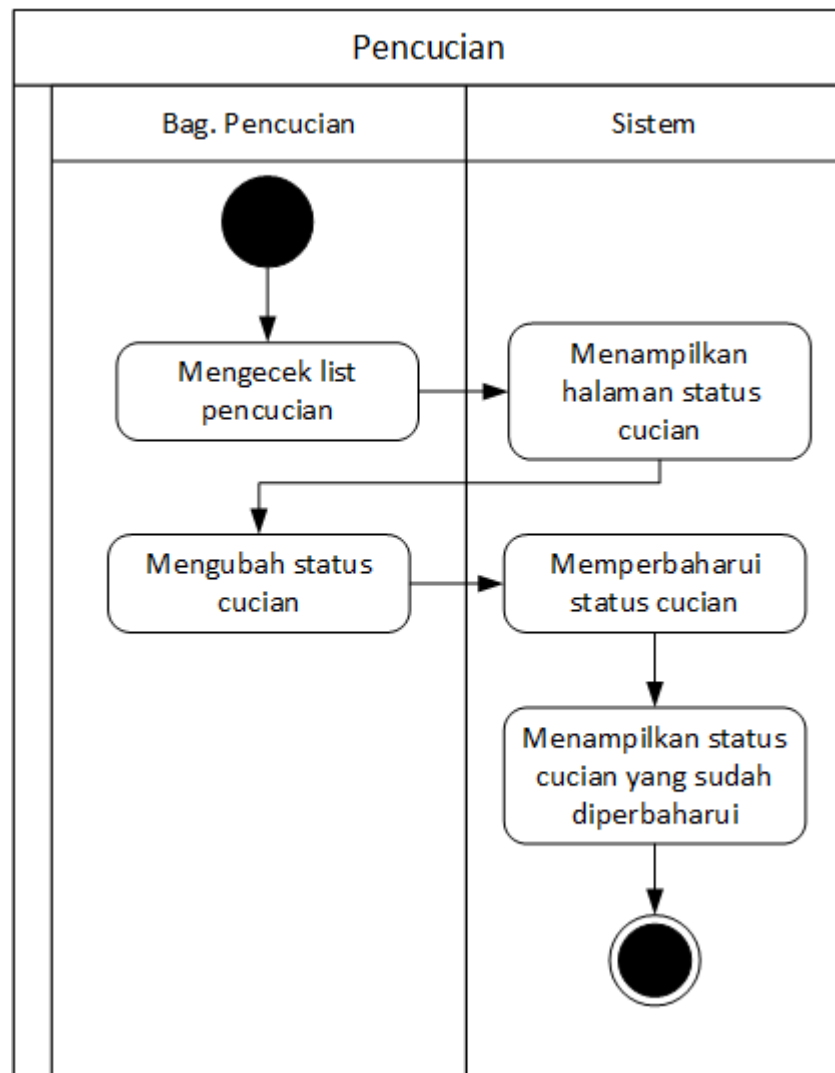 Pencucian
Bag. Pencucian
Sistem
Mengecek list
pencucian
Menampilkan
halaman status
cucian
Mengubah status
cucian
Memperbaharui
status cucian
Menampilkan status
cucian yang sudah
diperbaharui